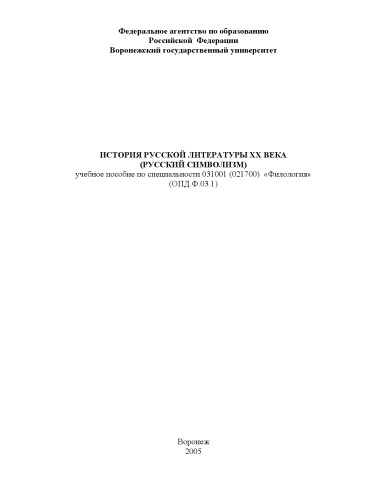 Федеральное агентство по образованию
Российской Федерации
Воронежский государственный университет
ИСТОРИЯ РУССКОЙ ЛИТЕРАТУРЫ XX ВЕКА
(РУССКИЙ СИМВОЛИЗМ)
учебное пособие по специальности 031001 (021700) «Филология»
(ОПД.Ф.03.1)
Воронеж
2005